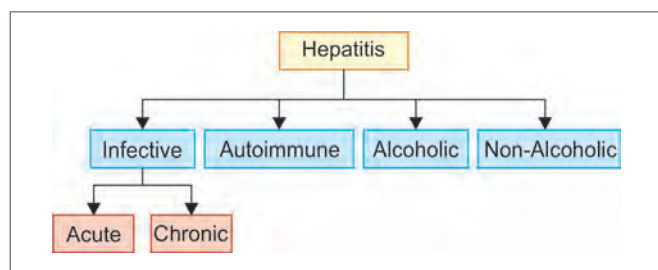 Hepatitis
Infective Autoimmune Alcoholic Non-Alcoholic
Acute Chronic